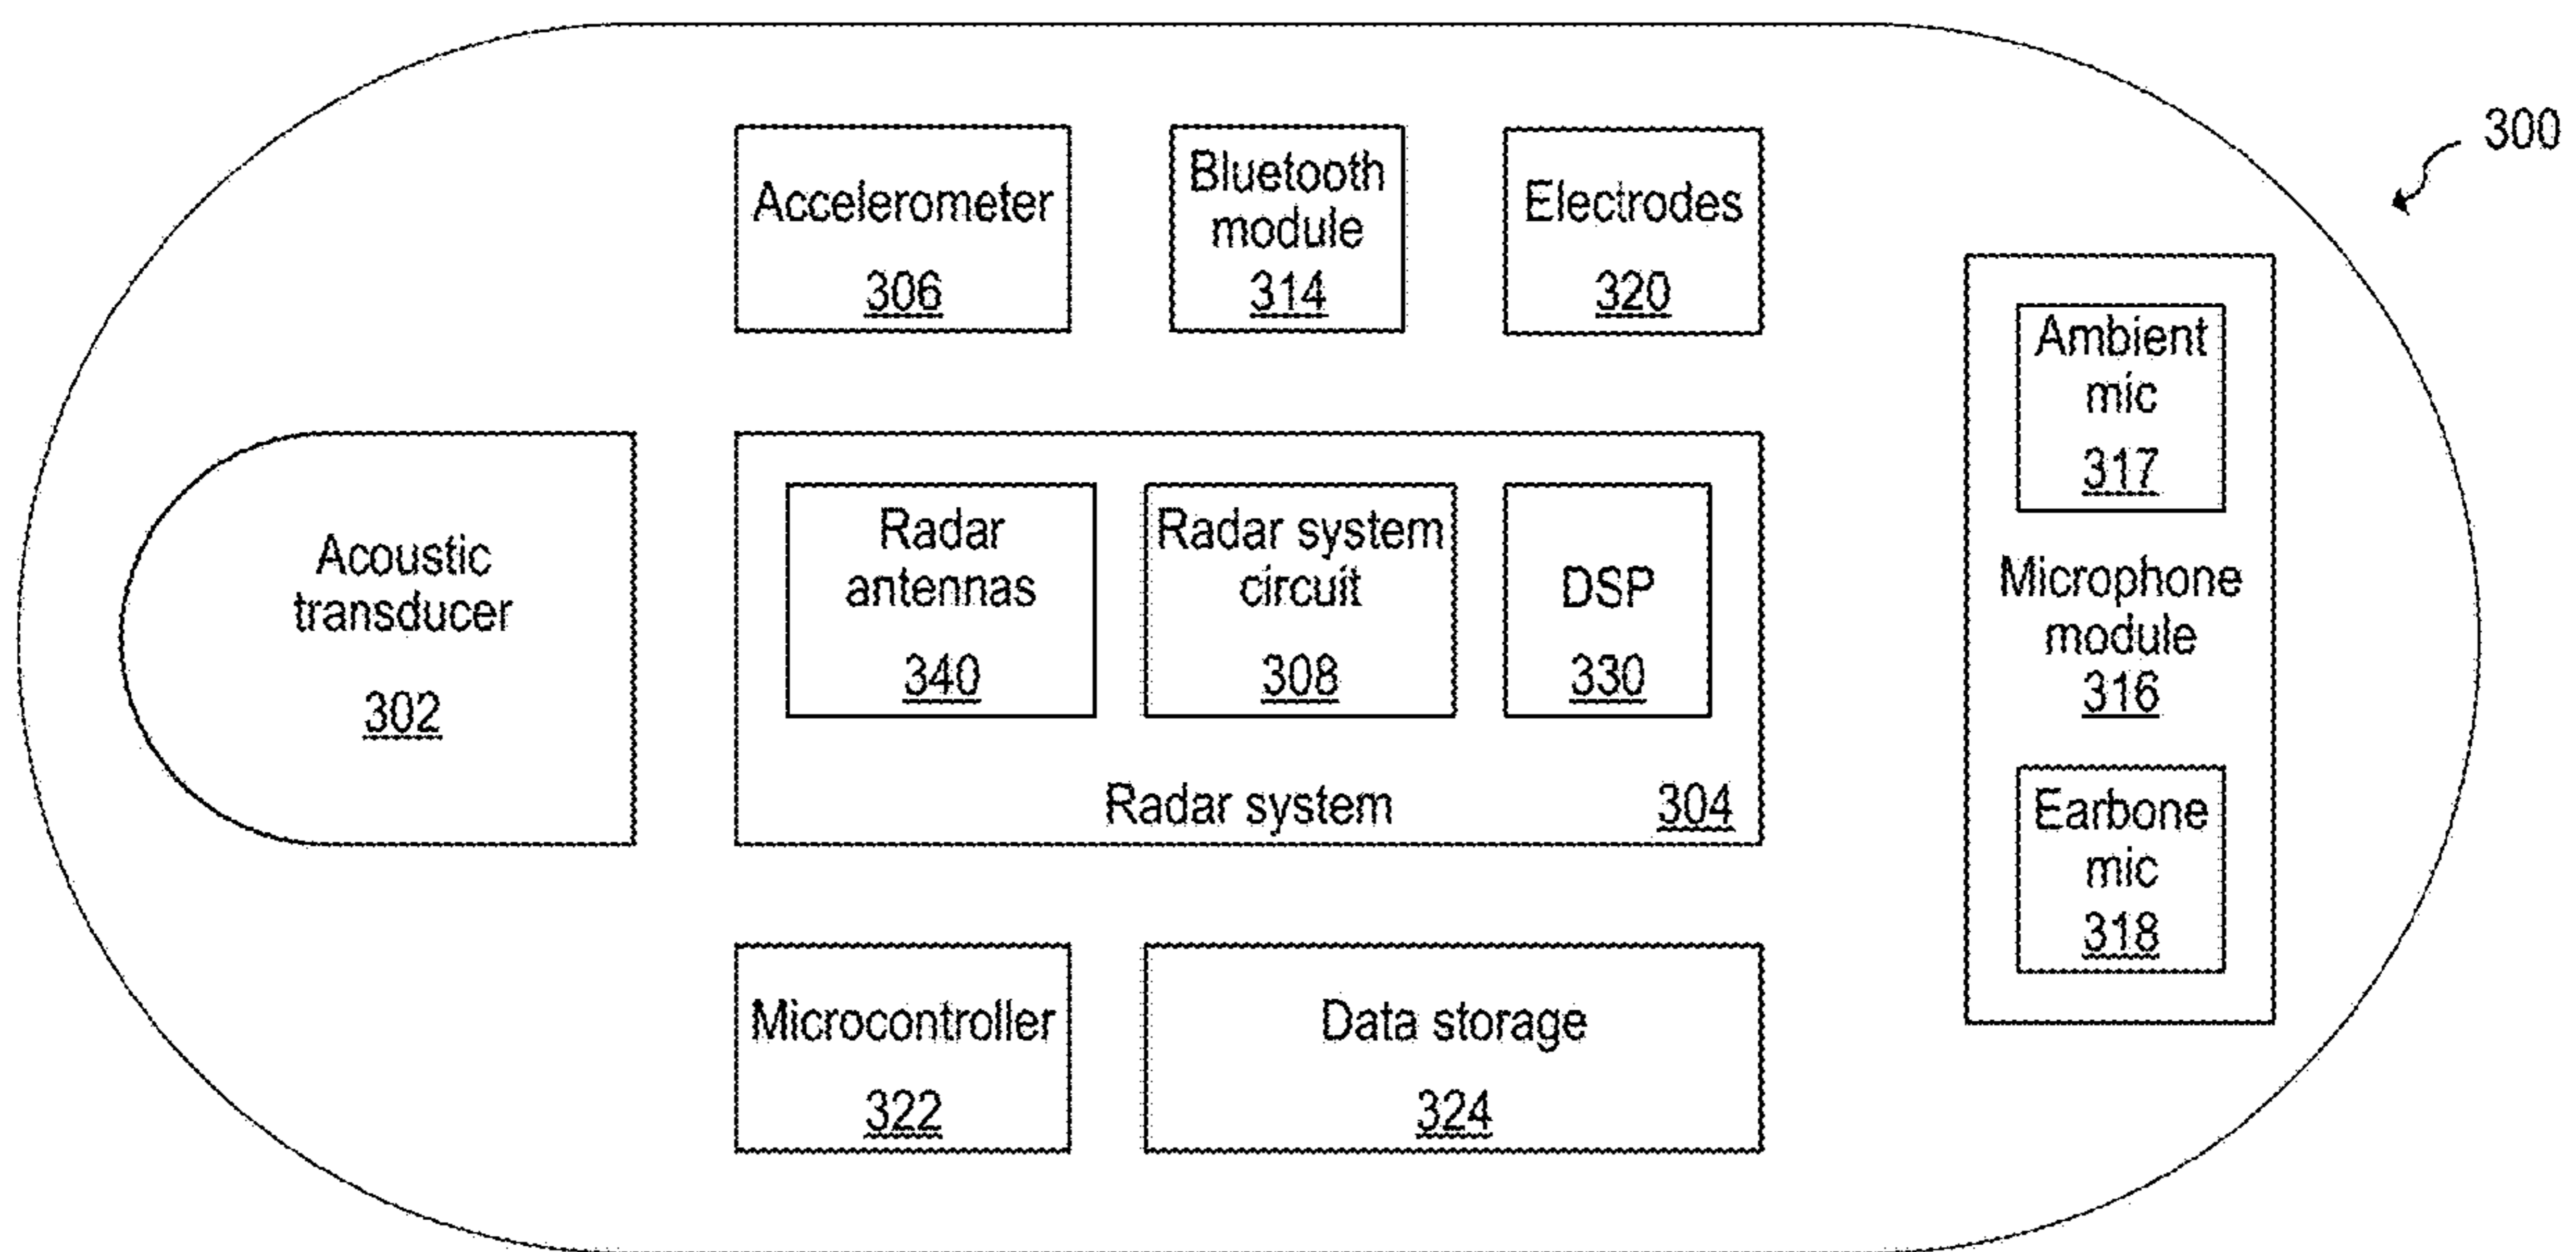 300
Accelerometer
306
Bluetooth
module
314
Electrodes
320
Acoustic
transducer
302
Radar
antennas
340
Radar system
circuit
308
DSP
330
Radar system
304
Ambient
mic
317
Microphone
module
316
Earbone
mic
318
Microcontroller
322
Data storage
324